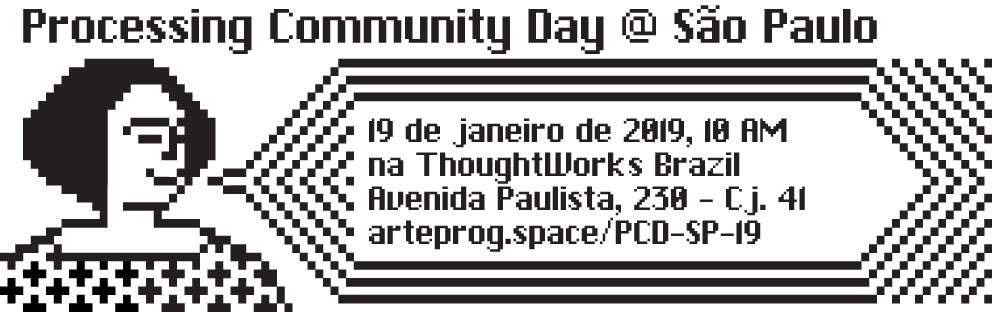 Processing Community Day @ São Paulo
19 de janeiro de 2019, 10 AM
na ThoughtWorks Brazil
Avenida Paulista, 230 - Cj. 41
arteprog.space/PCD-SP-19